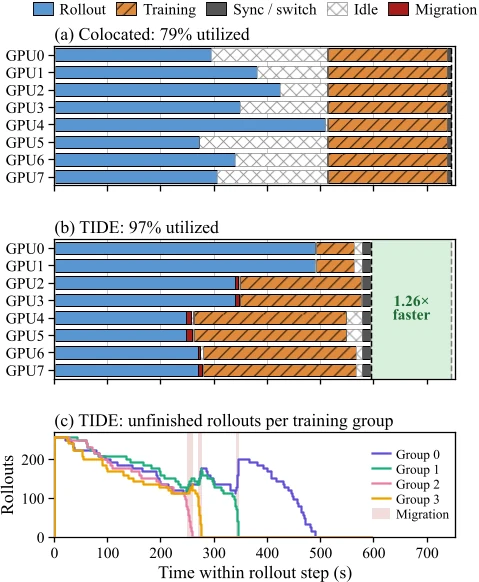 Rollout Training Sync / switch Idle Migration
(a) Colocated: 79% utilized
GPU0
GPU1
GPU2
GPU3
GPU4
GPU5
GPU6
GPU7
(b) TIDE: 97% utilized
GPU0
GPU1
GPU2
GPU3
GPU4
GPU5
GPU6
GPU7
1.26×
faster
(c) TIDE: unfinished rollouts per training group
Rollouts
200
100
0
Group 0
Group 1
Group 2
Group 3
Migration
0 100 200 300 400 500 600 700
Time within rollout step (s)